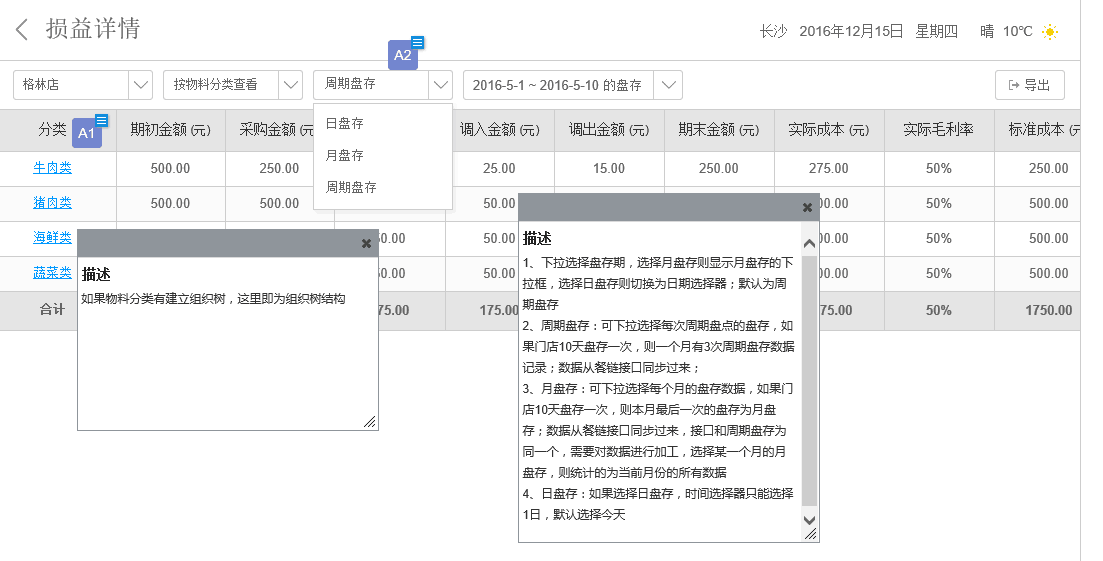 损益详情
长沙 2016年12月15日 星期四 晴 10℃
A2
格林店 按物料分类查看 周期盘存 2016-5-1 ~ 2016-5-10 的盘存 导出
日盘存
月盘存
周期盘存
分类 A1 期初金额 (元) 采购金额 (元) 调入金额 (元) 调出金额 (元) 期末金额 (元) 实际成本 (元) 实际毛利率 标准成本 (元
牛肉类 500.00 250.00 25.00 15.00 250.00 275.00 50% 500.00
猪肉类 500.00 500.00 50.00 00.00 50% 500.00
海鲜类 0.00 50.00 00.00 50% 500.00
蔬菜类 0.00 50.00 00.00 50% 500.00
合计 75.00 175.00 75.00 50% 1750.00
描述
如果物料分类有建立组织树，这里即为组织树结构
描述
1、下拉选择盘存期，选择月盘存则显示月盘存的下
拉框，选择日盘存则切换为日期选择器；默认为周
期盘存
2、周期盘存：可下拉选择每次周期盘点的盘存，如
果门店10天盘存一次，则一个月有3次周期盘存数据
记录；数据从餐链接口同步过来；
3、月盘存：可下拉选择每个月的盘存数据，如果门
店10天盘存一次，则本月最后一次的盘存为月盘
存；数据从餐链接口同步过来，接口和周期盘存为
同一个，需要对数据进行加工，选择某一个月的月
盘存，则统计的为当前月份的所有数据
4、日盘存：如果选择日盘存，时间选择器只能选择
1日，默认选择今天